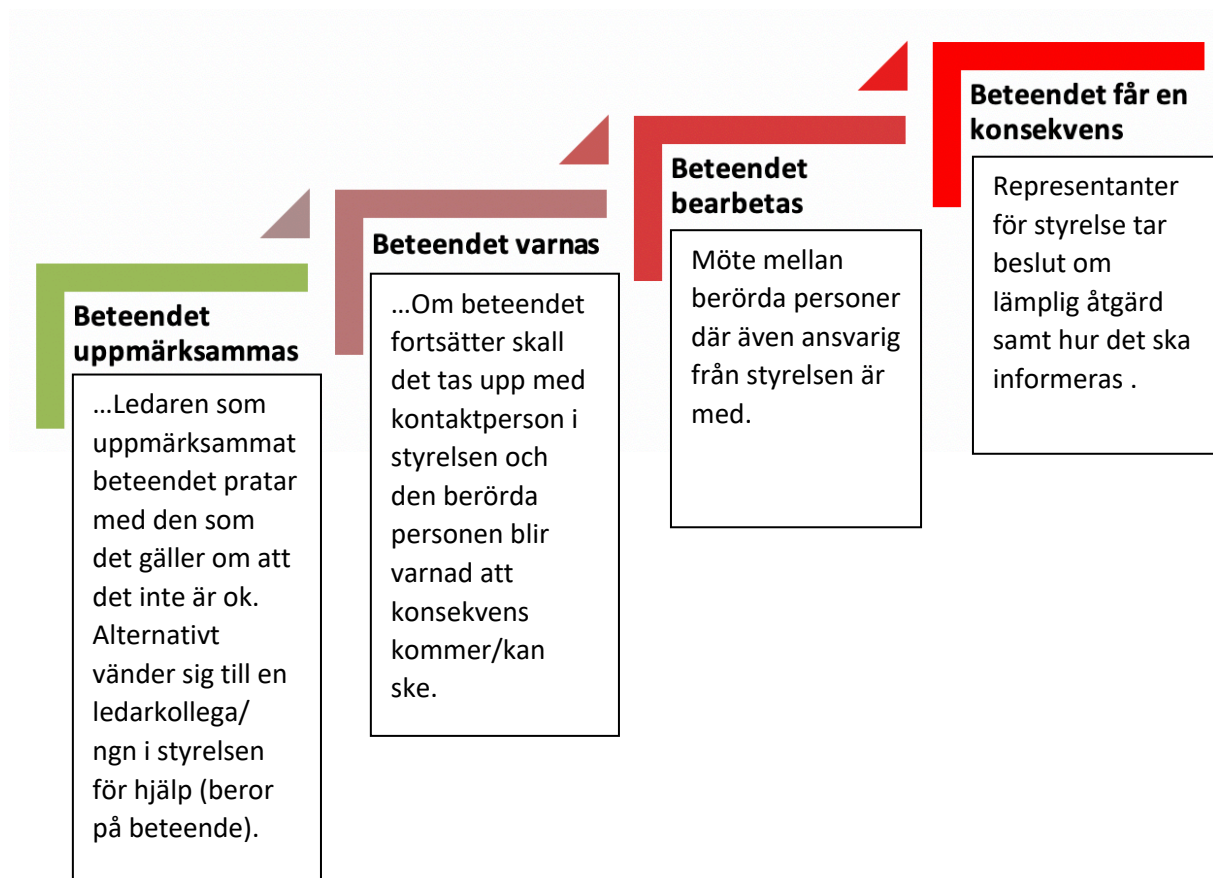 Beteendet
uppmärksammas
…Ledaren som
uppmärksammat
beteendet pratar
med den som
det gäller om att
det inte är ok.
Alternativt
vänder sig till en
ledarkollega/
ngn i styrelsen
för hjälp (beror
på beteende).
Beteendet varnas
…Om beteendet
fortsätter skall
det tas upp med
kontaktperson i
styrelsen och
den berörda
personen blir
varnad att
konsekvens
kommer/kan
ske.
Beteendet
bearbetas
Möte mellan
berörda personer
där även ansvarig
från styrelsen är
med.
Beteendet får en
konsekvens
Representanter
för styrelse tar
beslut om
lämplig åtgärd
samt hur det ska
informeras .